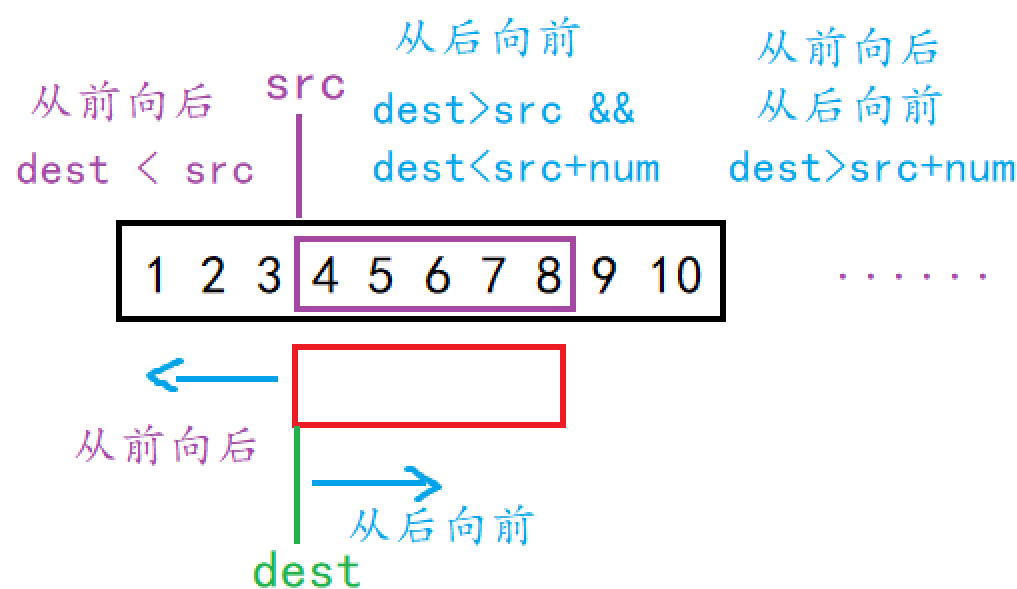 从后向前
从前向后
从前向后
src
dest>src &&
从后向前
dest < src
dest<src+num
dest>src+num
1 2 3 4 5 6 7 8 9 10
......
从前向后
从后向前
dest